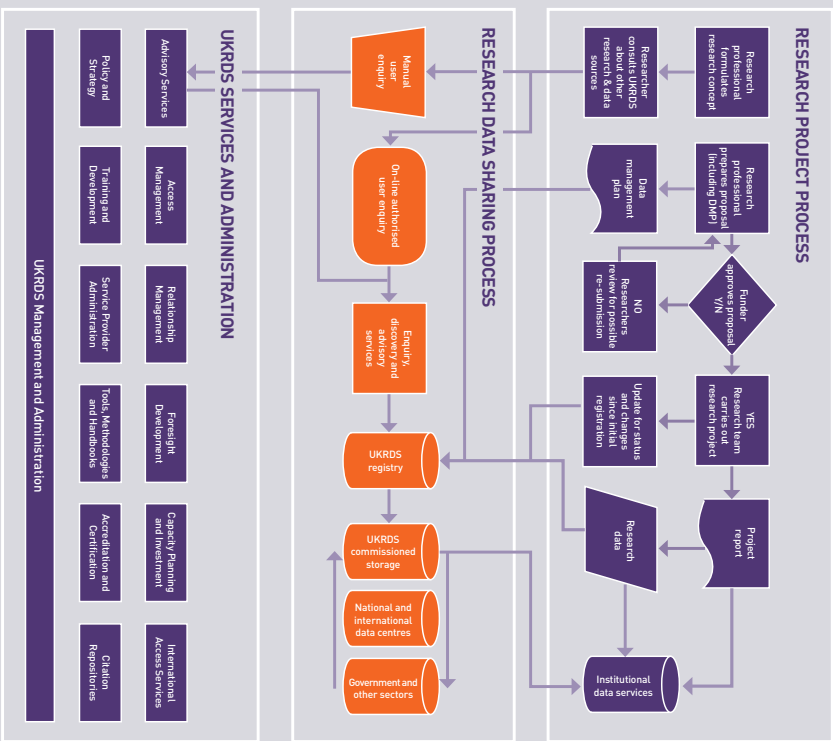 RESEARCH PROJECT PROCESS
Research
professional
formulates
research concept
Research
professional
prepares proposal
(including DMP)
Funder
approves proposal
Y/N
YES
Research team
carries out
research project
Project
report
Researcher
consults UKRDS
about other
research & data
sources
Data
management
plan
NO
Researchers
review for possible
re-submission
Update for status
and changes
since initial
registration
Research
data
Institutional
data services
RESEARCH DATA SHARING PROCESS
Manual
user
enquiry
On-line authorised
user enquiry
Enquiry,
discovery and
advisory
services
UKRDS
registry
UKRDS
commissioned
storage
National and
international
data centres
Government and
other sectors
UKRDS SERVICES AND ADMINISTRATION
Advisory Services
Access
Management
Relationship
Management
Foresight
Development
Capacity Planning
and Investment
International
Access Services
Policy and
Strategy
Training and
Development
Service Provider
Administration
Tools, Methodologies
and Handbooks
Accreditation and
Certification
Citation
Repositories
UKRDS Management and Administration